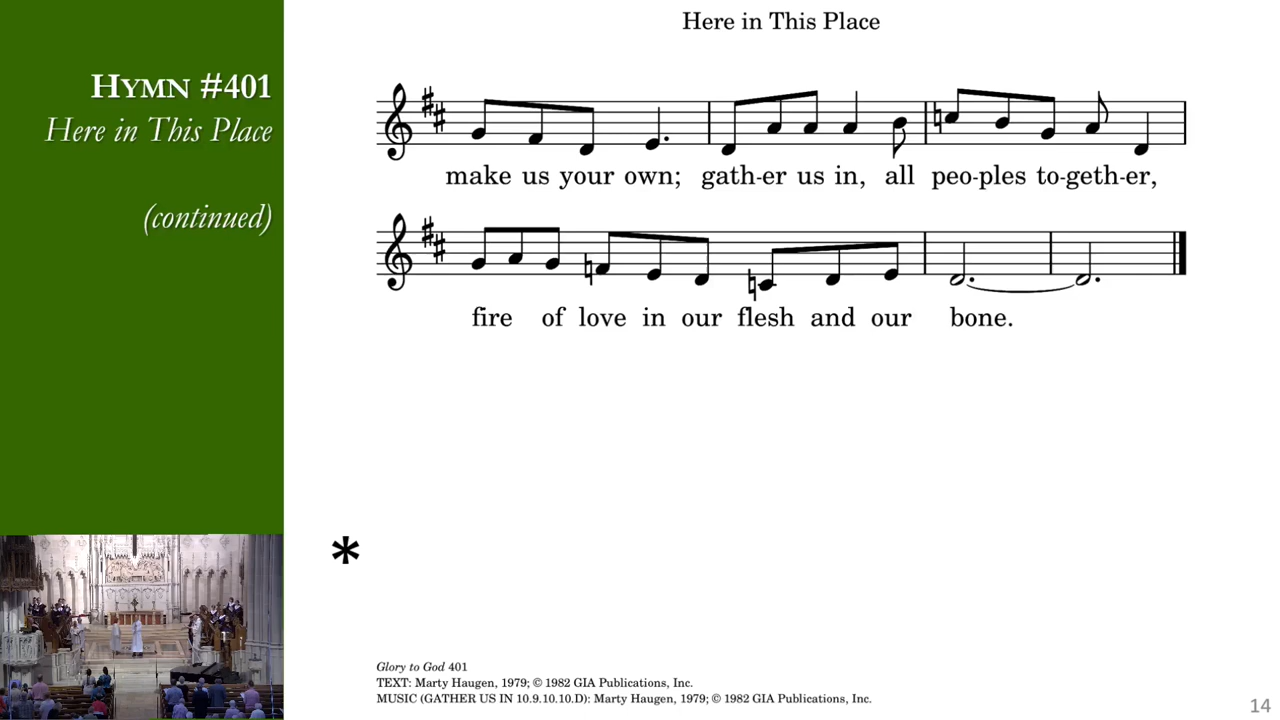 HYMN #401
Here in This Place
(continued)
Here in This Place
make us your own; gath-er us in, all peo-ples to-geth-er,
fire of love in our flesh and our bone.
*
Glory to God 401
TEXT: Marty Haugen, 1979; © 1982 GIA Publications, Inc.
MUSIC (GATHER US IN 10.9.10.10.D): Marty Haugen, 1979; © 1982 GIA Publications, Inc.
14